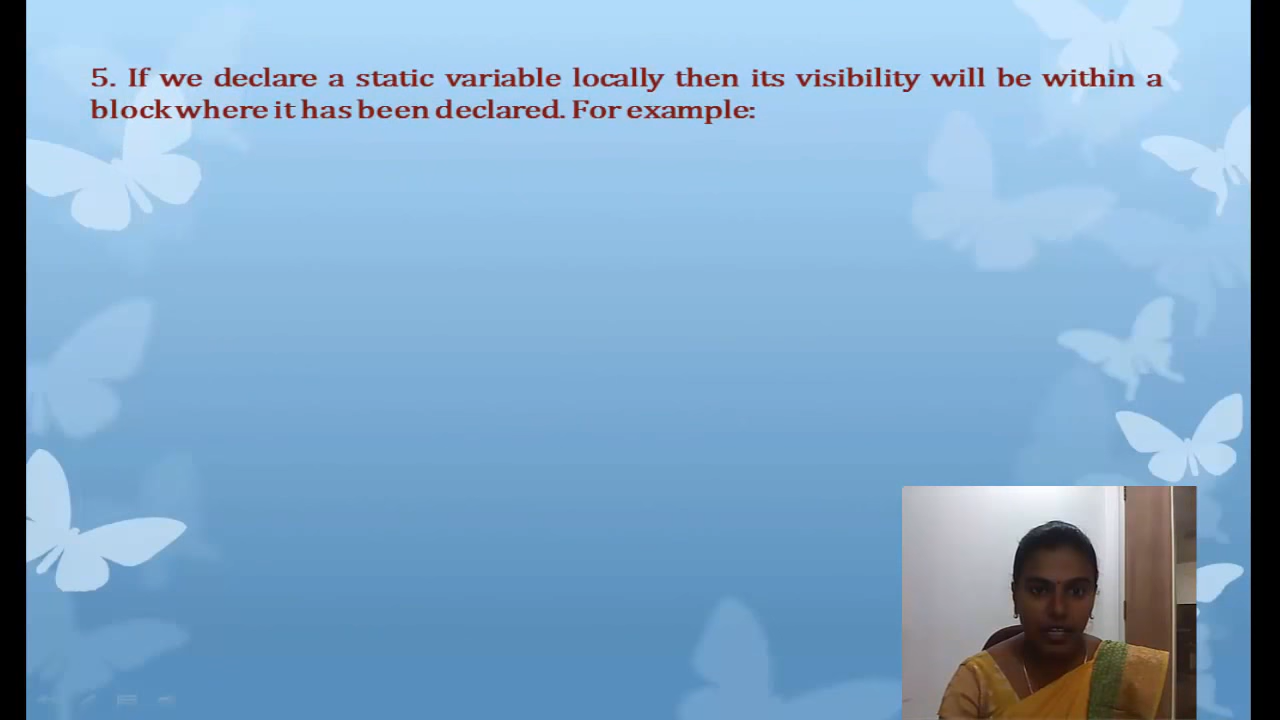 5. If we declare a static variable locally then its visibility will be within a
block where it has been declared. For example: